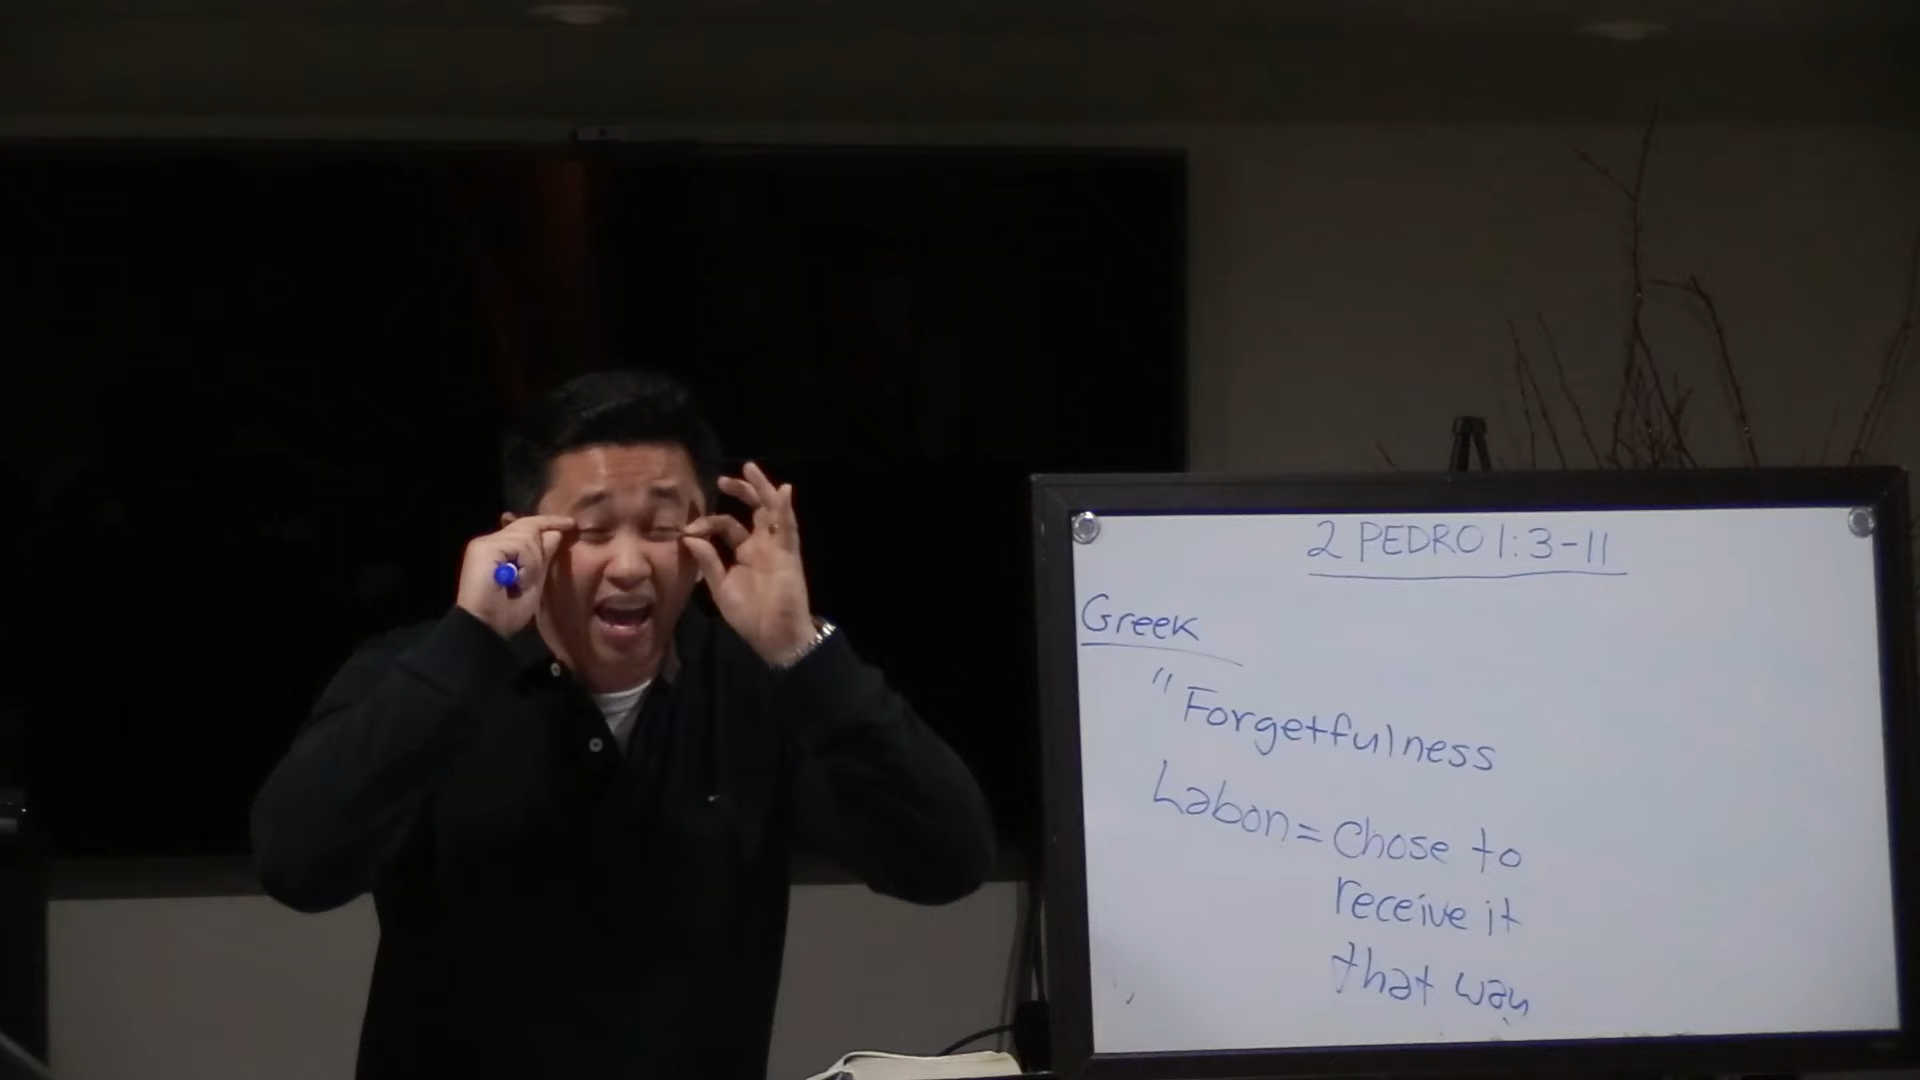 2 PEDRO 1:3-11
Greek
"Forgetfulness
Labon = Chose to
receive it
that way